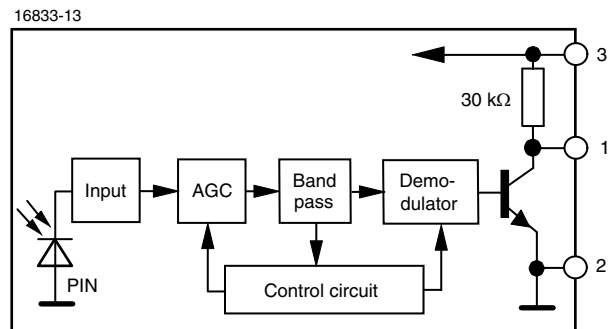 16833-13
3
30 kΩ
1
Input
AGC
Band
pass
Demo-
dulator
2
PIN
Control circuit